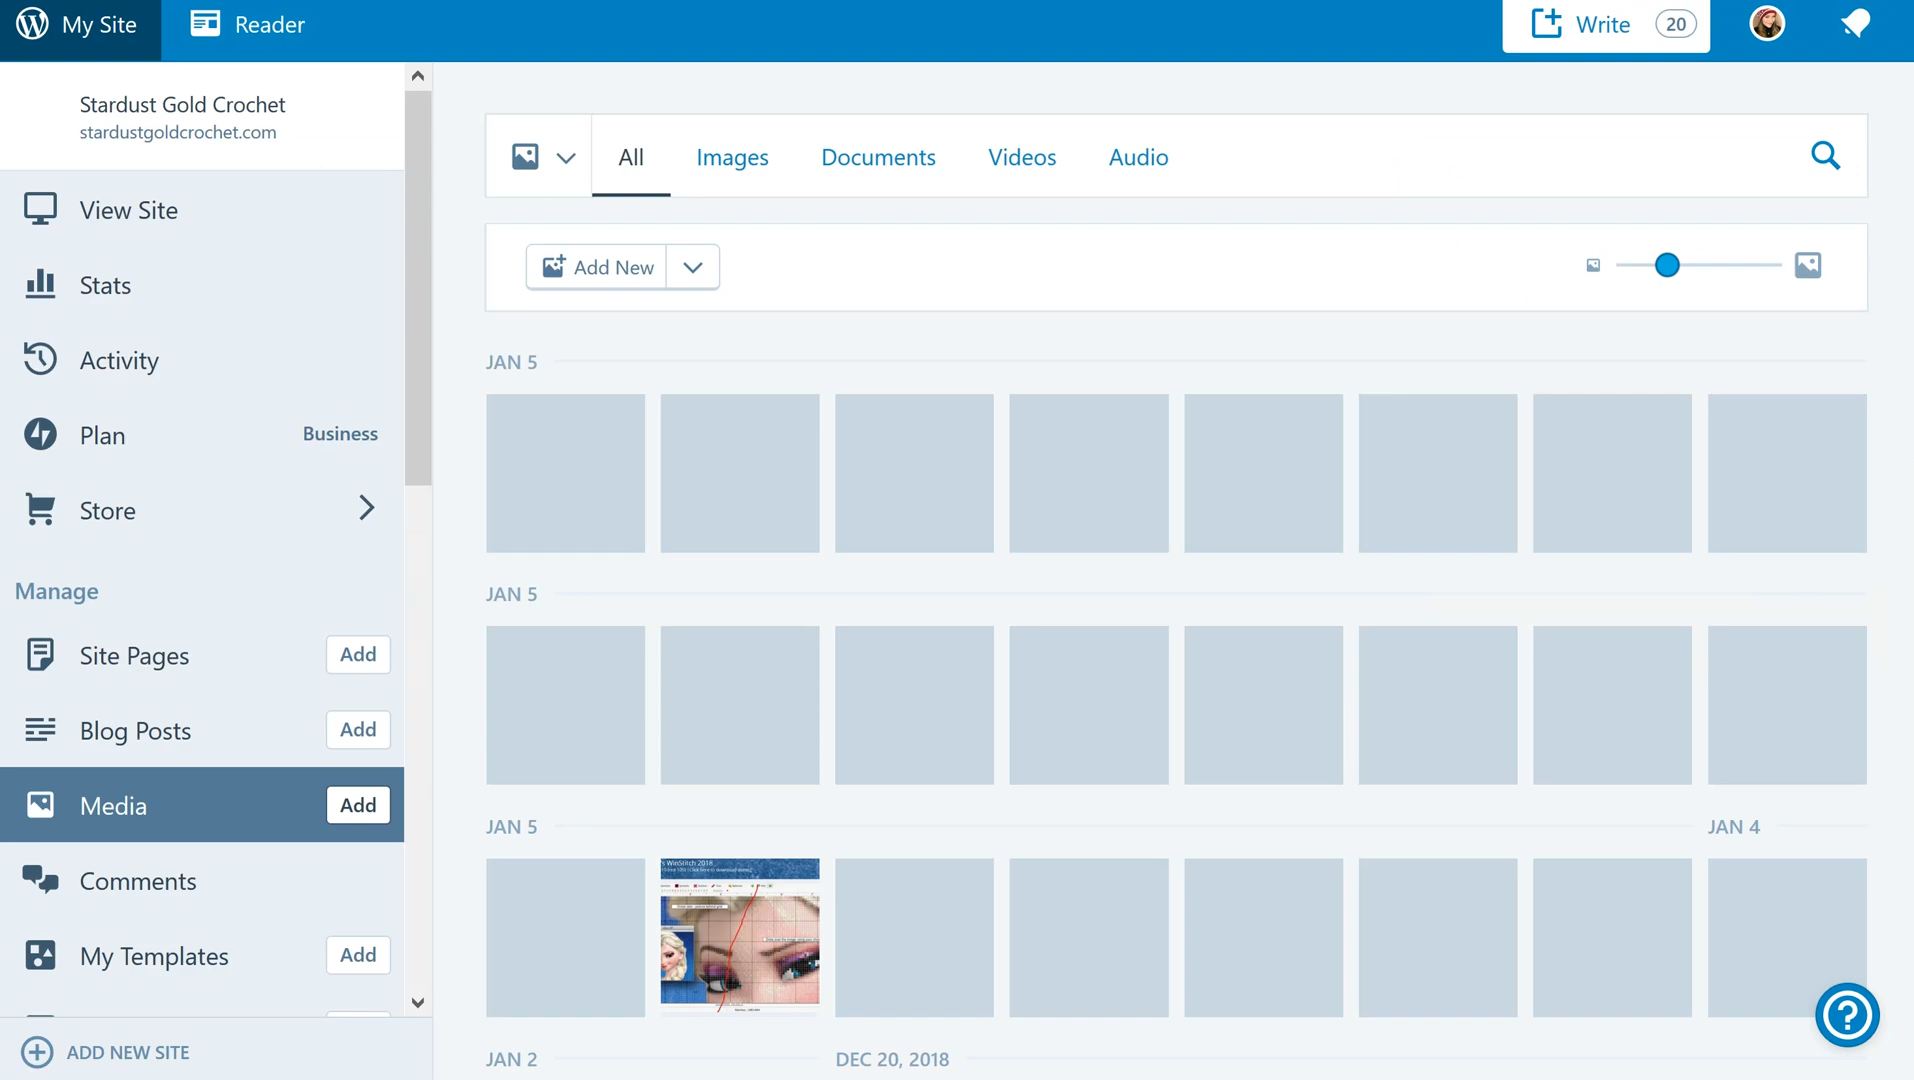 My Site
Reader
Write 20
Stardust Gold Crochet
stardustgoldcrochet.com
View Site
Stats
Activity
Plan Business
Store
Manage
Site Pages Add
Blog Posts Add
Media Add
Comments
My Templates Add
ADD NEW SITE
All Images Documents Videos Audio
Add New
JAN 5
JAN 5
JAN 5 JAN 4
's WinStitch 2018
JAN 2 DEC 20, 2018